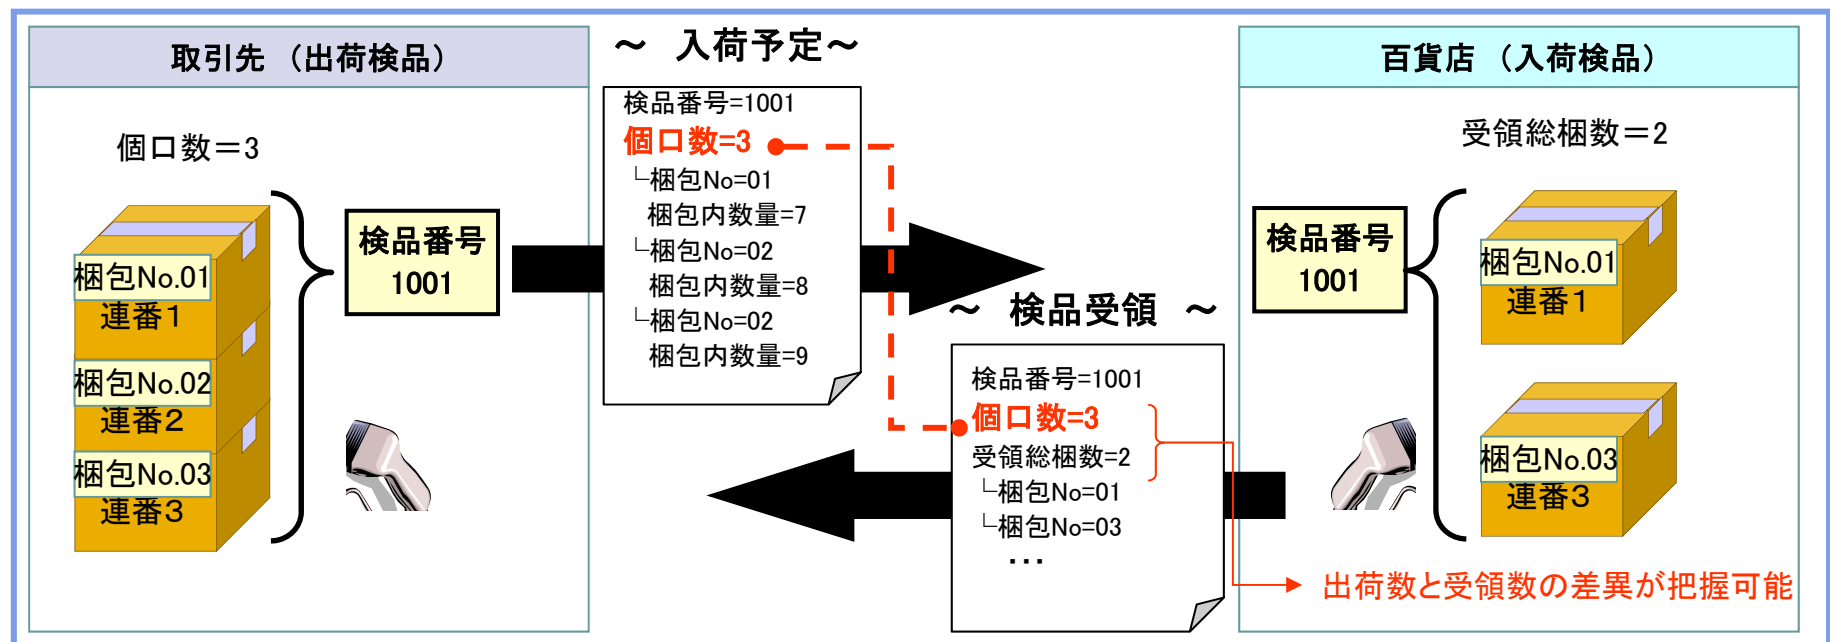 取引先 （出荷検品）
個口数＝3
梱包No.01
連番１
梱包No.02
連番２
梱包No.03
連番３
検品番号
1001
～ 入荷予定～
検品番号=1001
個口数=3
└梱包No=01
梱包内数量=7
└梱包No=02
梱包内数量=8
└梱包No=02
梱包内数量=9
～ 検品受領 ～
検品番号=1001
個口数=3
受領総梱数=2
└梱包No=01
└梱包No=03
･･･
百貨店 （入荷検品）
受領総梱数＝2
検品番号
1001
梱包No.01
連番１
梱包No.03
連番３
出荷数と受領数の差異が把握可能